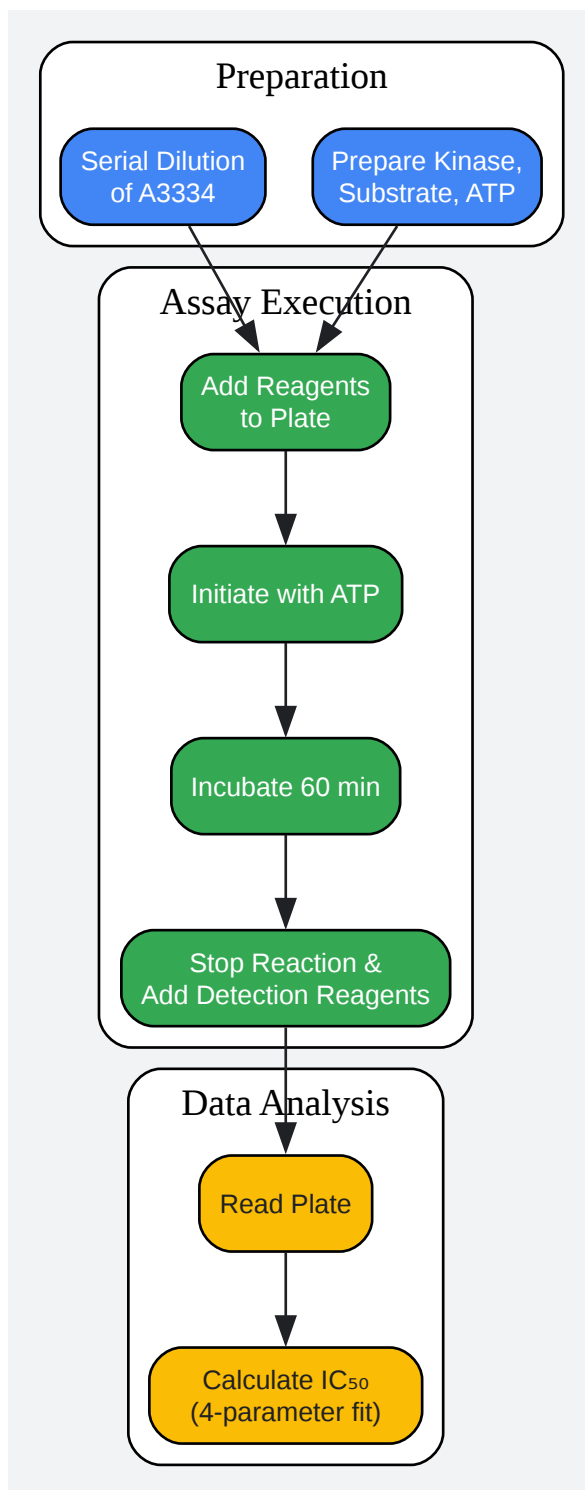 Preparation
Serial Dilution
of A3334
Prepare Kinase,
Substrate, ATP
Assay Execution
Add Reagents
to Plate
Initiate with ATP
Incubate 60 min
Stop Reaction &
Add Detection Reagents
Data Analysis
Read Plate
Calculate IC₅₀
(4-parameter fit)